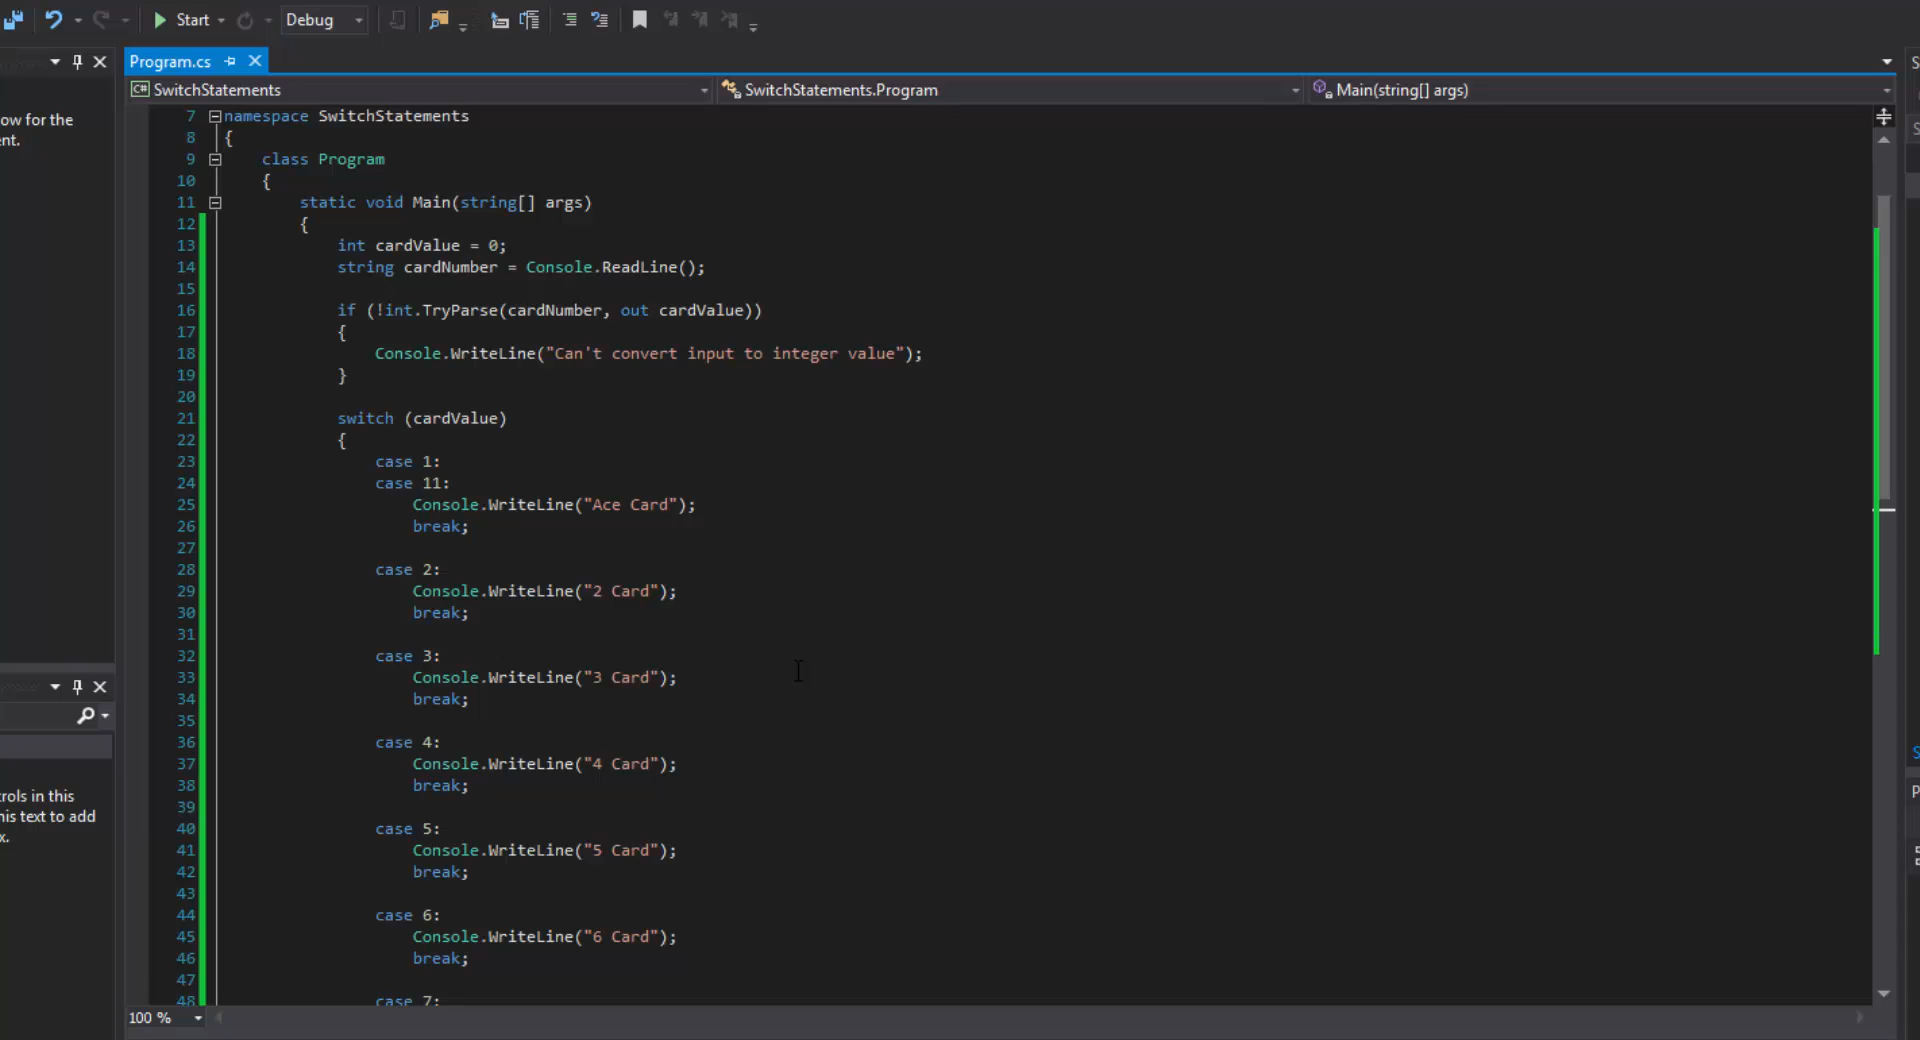 Start Debug
Program.cs
SwitchStatements SwitchStatements.Program Main(string[] args)
ow for the
ent.
7 namespace SwitchStatements
8 {
9 class Program
10 {
11 static void Main(string[] args)
12 {
13 int cardValue = 0;
14 string cardNumber = Console.ReadLine();
15
16 if (!int.TryParse(cardNumber, out cardValue))
17 {
18 Console.WriteLine("Can't convert input to integer value");
19 }
20
21 switch (cardValue)
22 {
23 case 1:
24 case 11:
25 Console.WriteLine("Ace Card");
26 break;
27
28 case 2:
29 Console.WriteLine("2 Card");
30 break;
31
32 case 3:
33 Console.WriteLine("3 Card");
34 break;
35
36 case 4:
37 Console.WriteLine("4 Card");
38 break;
39
40 case 5:
41 Console.WriteLine("5 Card");
42 break;
43
44 case 6:
45 Console.WriteLine("6 Card");
46 break;
47
48 case 7:
rols in this
his text to add
x.
100 %